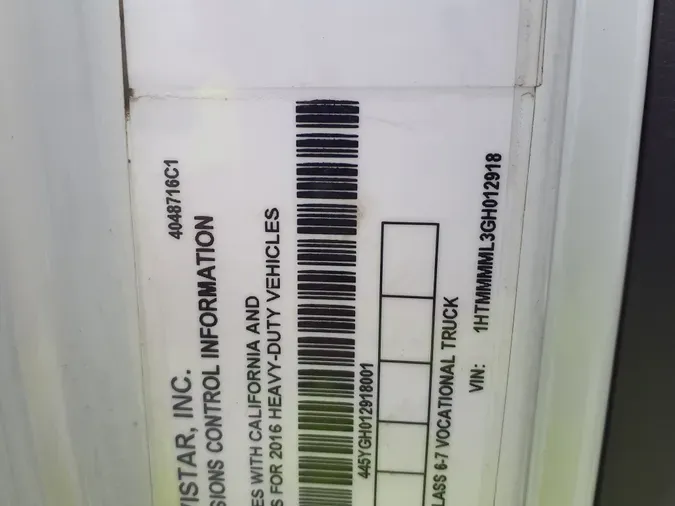 4048716C1
VISTAR, INC.
SIONS CONTROL INFORMATION
ES WITH CALIFORNIA AND
S FOR 2016 HEAVY-DUTY VEHICLES
445YGH012918001
LASS 6-7 VOCATIONAL TRUCK
VIN: 1HTMMMML3GH012918